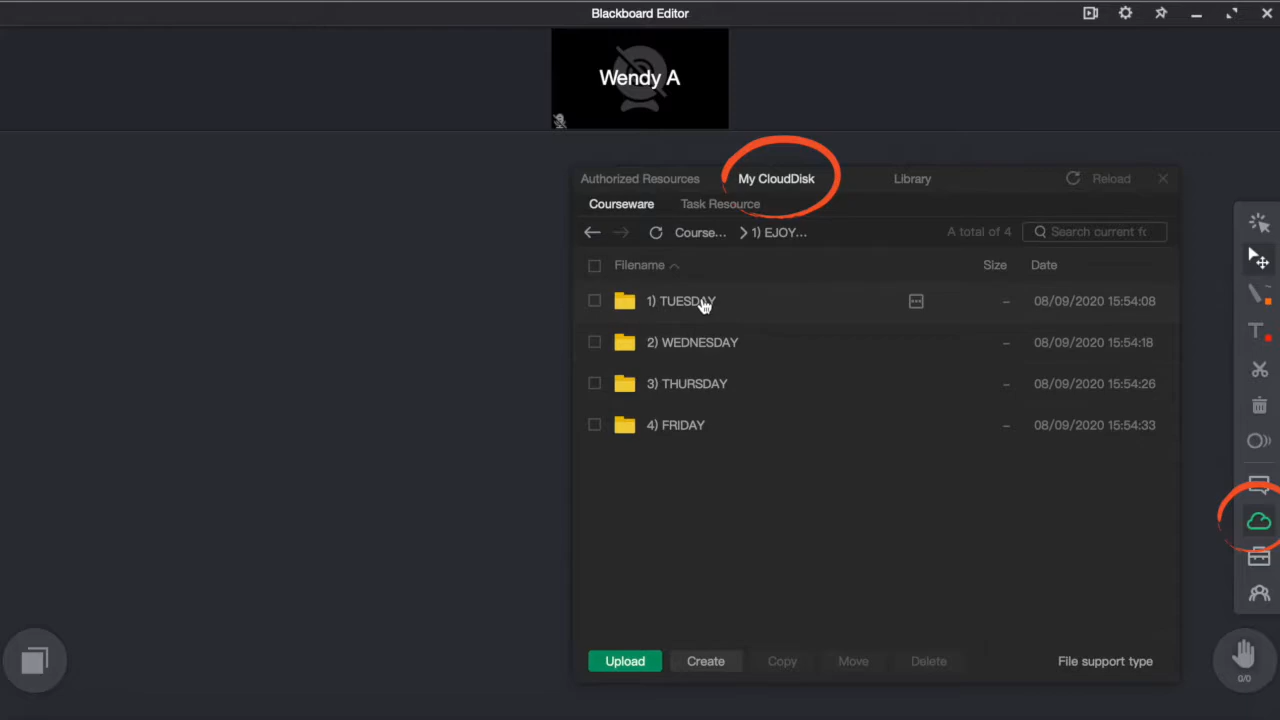 Blackboard Editor
Wendy A
Authorized Resources My CloudDisk Library Reload
Courseware Task Resource
Course... 1) EJOY... A total of 4 Search current fo
Filename Size Date
1) TUESDAY – 08/09/2020 15:54:08
2) WEDNESDAY – 08/09/2020 15:54:18
3) THURSDAY – 08/09/2020 15:54:26
4) FRIDAY – 08/09/2020 15:54:33
Upload Create Copy Move Delete File support type
0/0